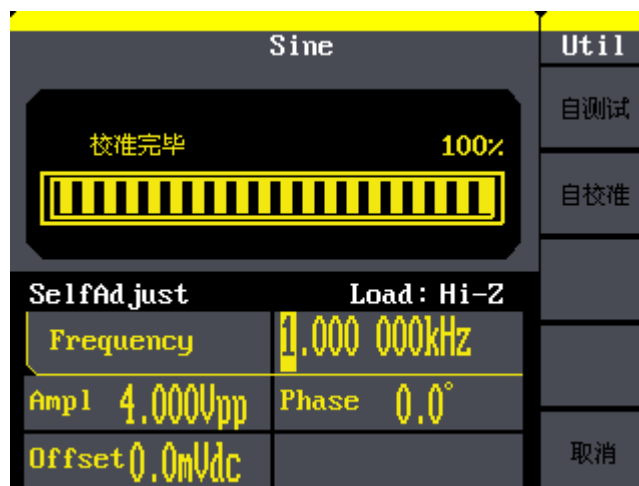 Sine
Util
自测试
校准完毕 100%
自校准
SelfAdjust Load: Hi-Z
Frequency 1.000 000kHz
Ampl 4.000Vpp Phase 0.0°
Offset 0.0mVdc
取消